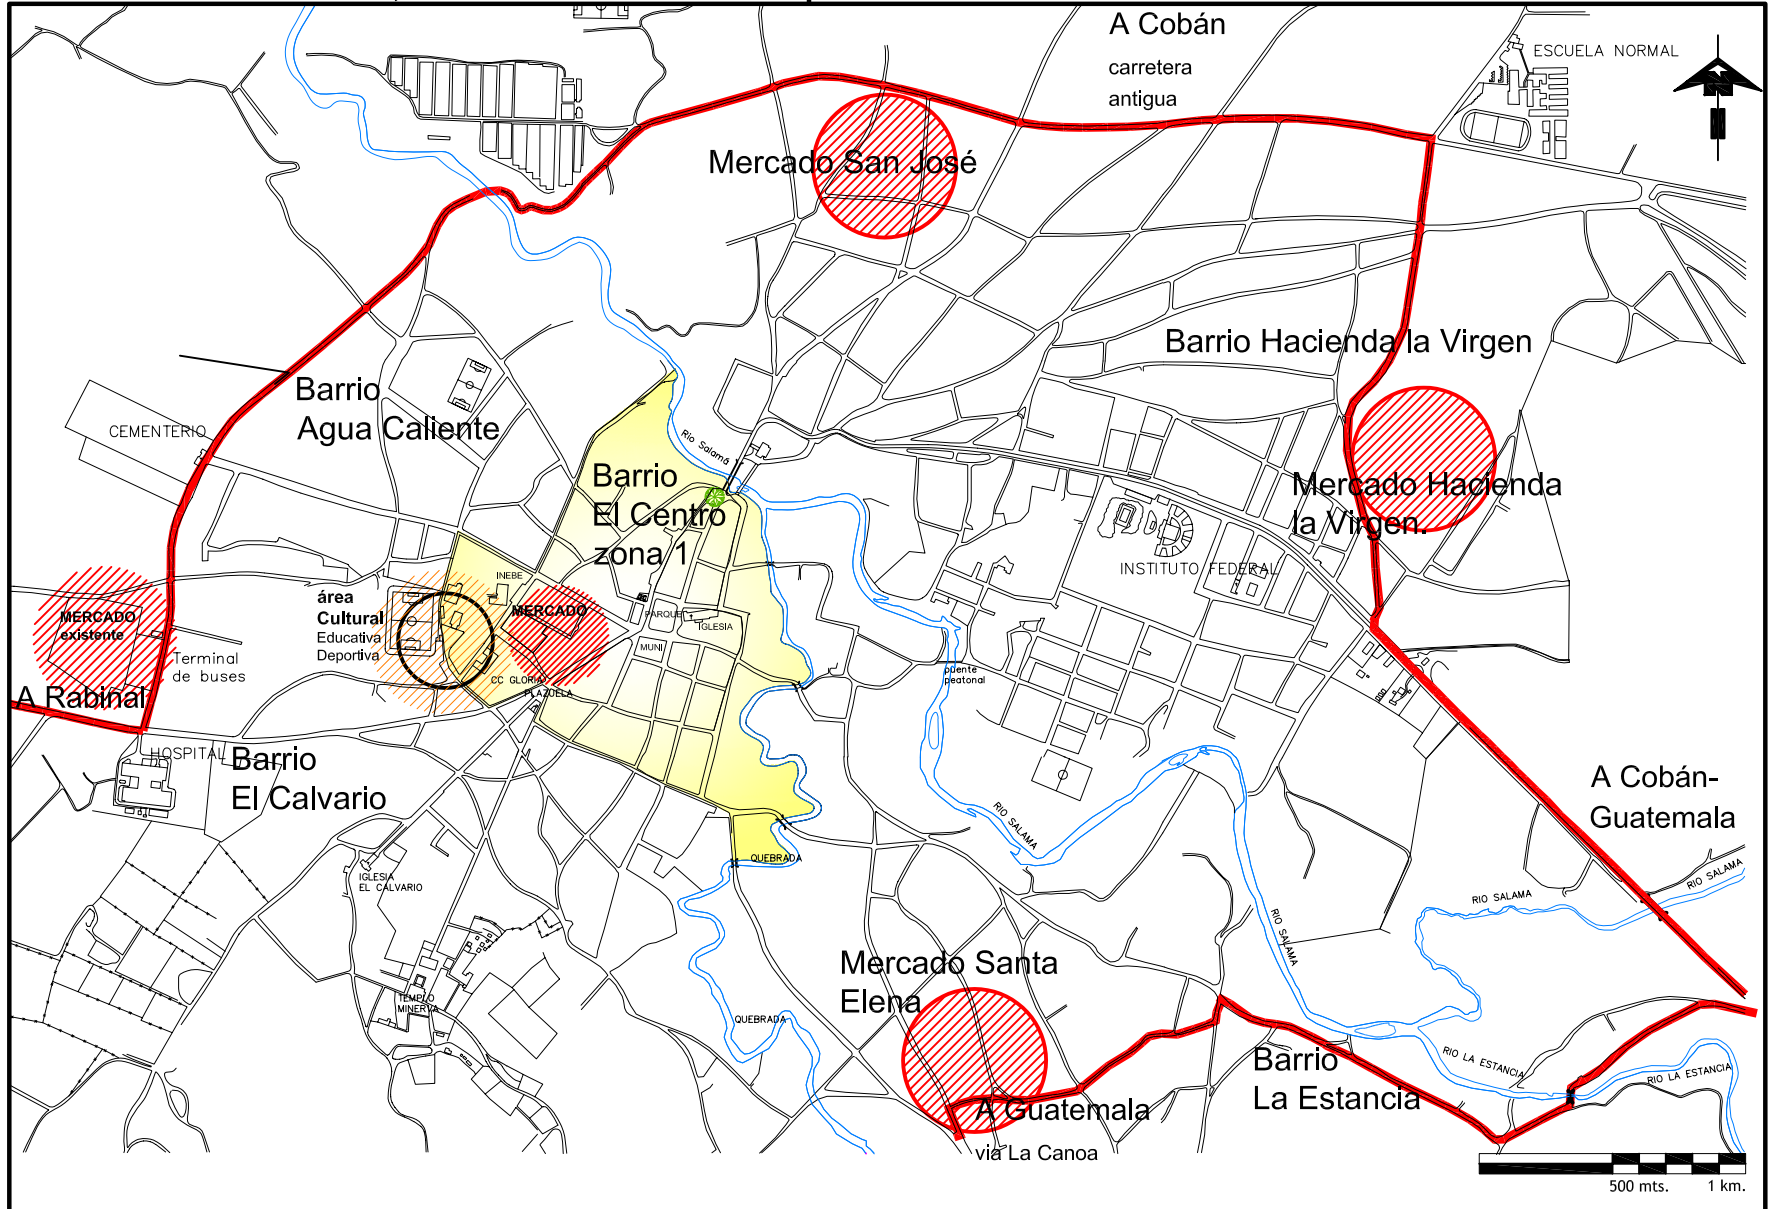 A Cobán
carretera
antigua
ESCUELA NORMAL
Mercado San José
Barrio Hacienda la Virgen
Barrio
Agua Caliente
CEMENTERIO
Rio Salamá
Barrio
El Centro
zona 1
Mercado Hacienda
la Virgen.
INSTITUTO FEDERAL
INEBE
área
Cultural
Educativa
Deportiva
MERCADO
MERCADO
existente
PARQUE
IGLESIA
MUNI
Terminal
de buses
puente
peatonal
CC GLORIA
PLAZUELA
A Rabinal
HOSPITAL
Barrio
El Calvario
A Cobán-
Guatemala
RIO SALAMA
QUEBRADA
IGLESIA
EL CALVARIO
RIO SALAMA
RIO SALAMA
RIO SALAMA
Mercado Santa
Elena
TEMPLO
MINERVA
QUEBRADA
Barrio
La Estancia
RIO LA ESTANCIA
RIO LA ESTANCIA
A Guatemala
via La Canoa
500 mts.
1 km.